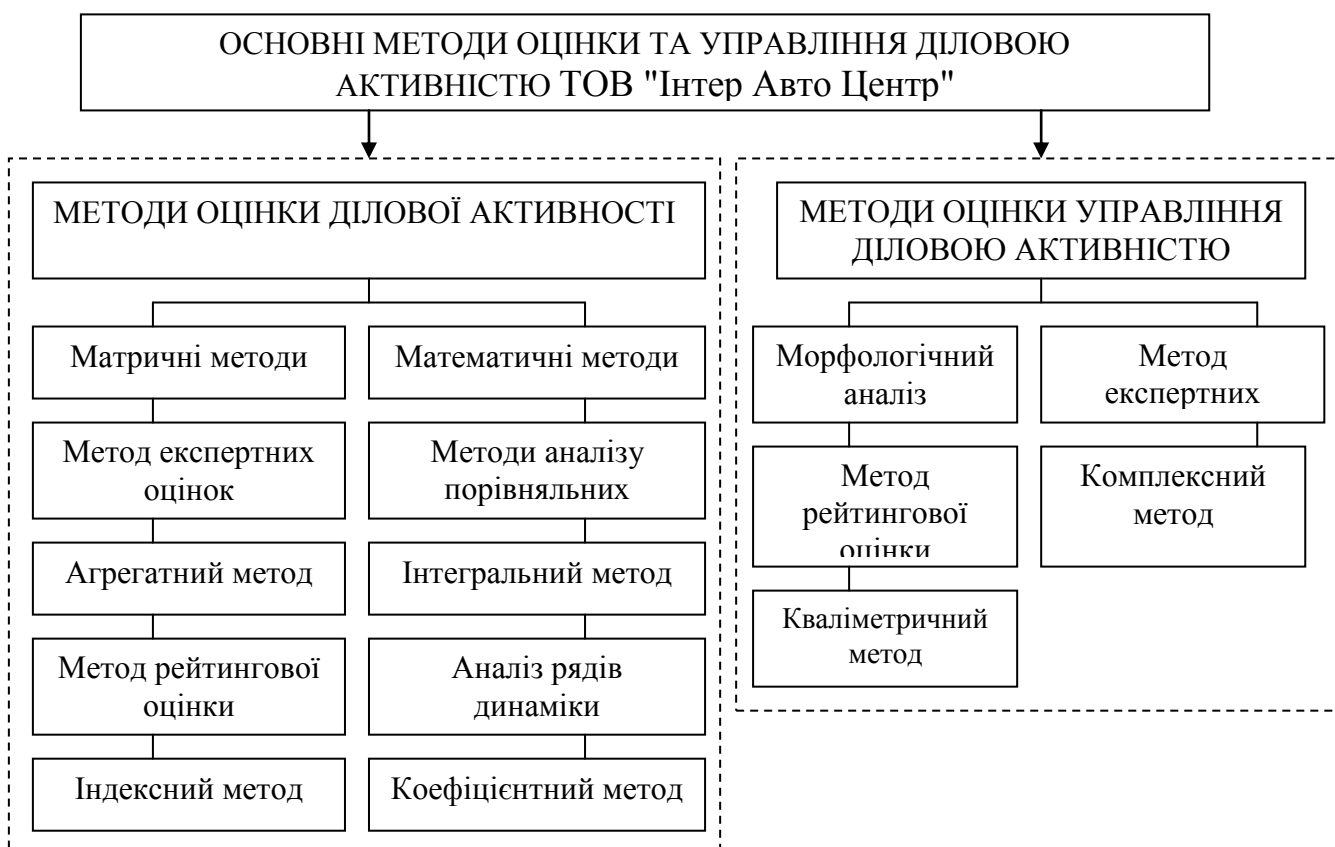 ОСНОВНІ МЕТОДИ ОЦІНКИ ТА УПРАВЛІННЯ ДІЛОВОЮ
АКТИВНІСТЮ ТОВ "Інтер Авто Центр"
МЕТОДИ ОЦІНКИ ДІЛОВОЇ АКТИВНОСТІ
Матричні методи
Математичні методи
Метод експертних
оцінок
Методи аналізу
порівняльних
Агрегатний метод
Інтегральний метод
Метод рейтингової
оцінки
Аналіз рядів
динаміки
Індексний метод
Коефіцієнтний метод
МЕТОДИ ОЦІНКИ УПРАВЛІННЯ
ДІЛОВОЮ АКТИВНІСТЮ
Морфологічний
аналіз
Метод
експертних
Метод
рейтингової
оцінки
Комплексний
метод
Кваліметричний
метод